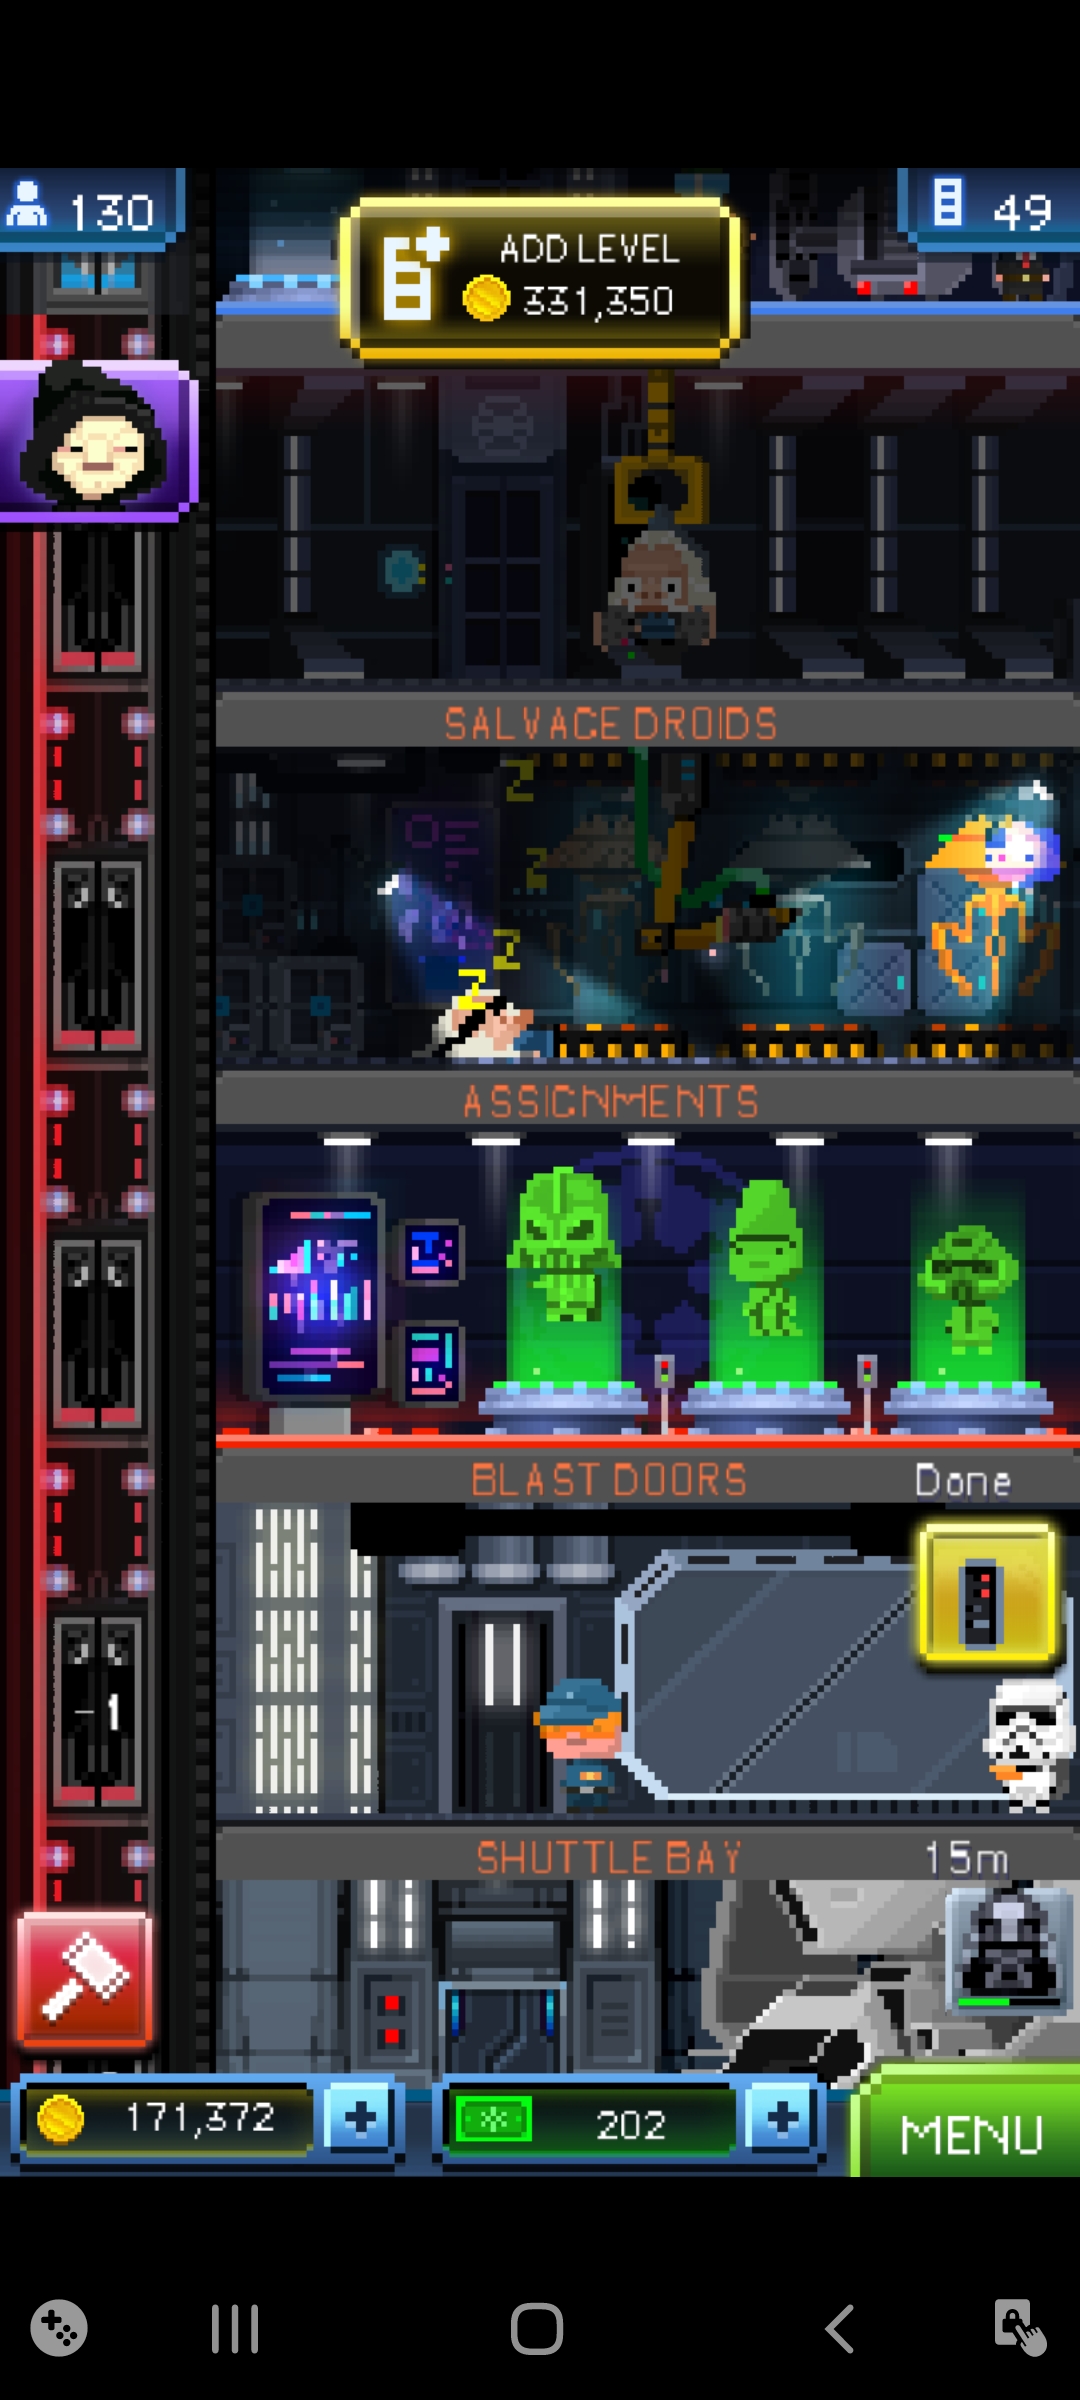 130
49
ADD LEVEL
331,350
SALVAGE DROIDS
Z
Z
Z
Z
ASSIGNMENTS
BLAST DOORS Done
-1
SHUTTLE BAY 15m
171,372 +
202 +
MENU